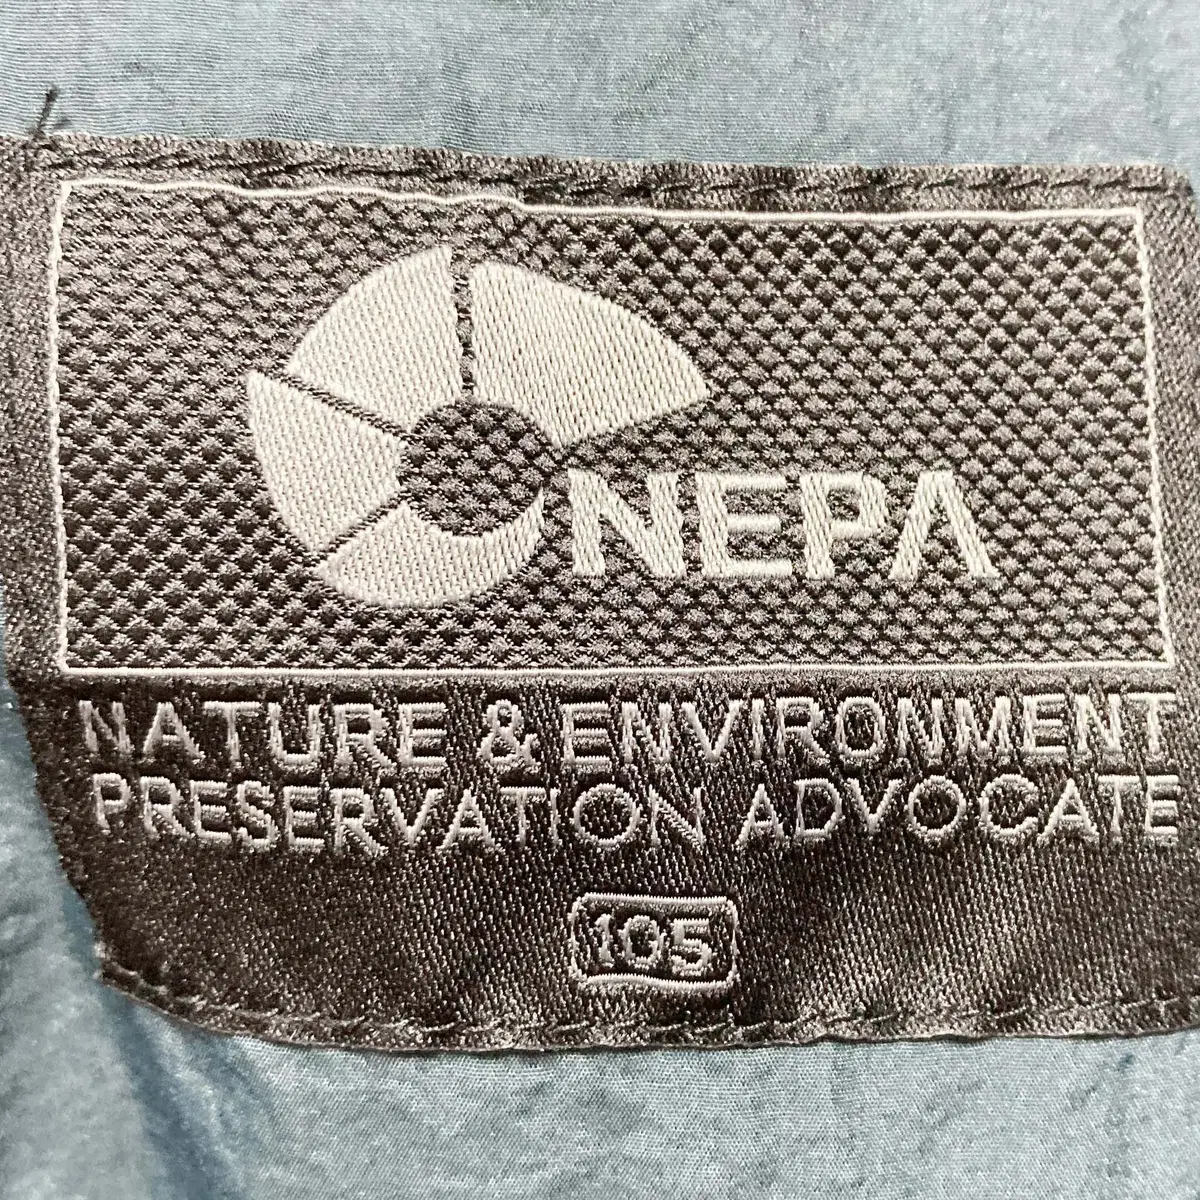 NEPA
NATURE & ENVIRONMENT
PRESERVATION ADVOCATE
105